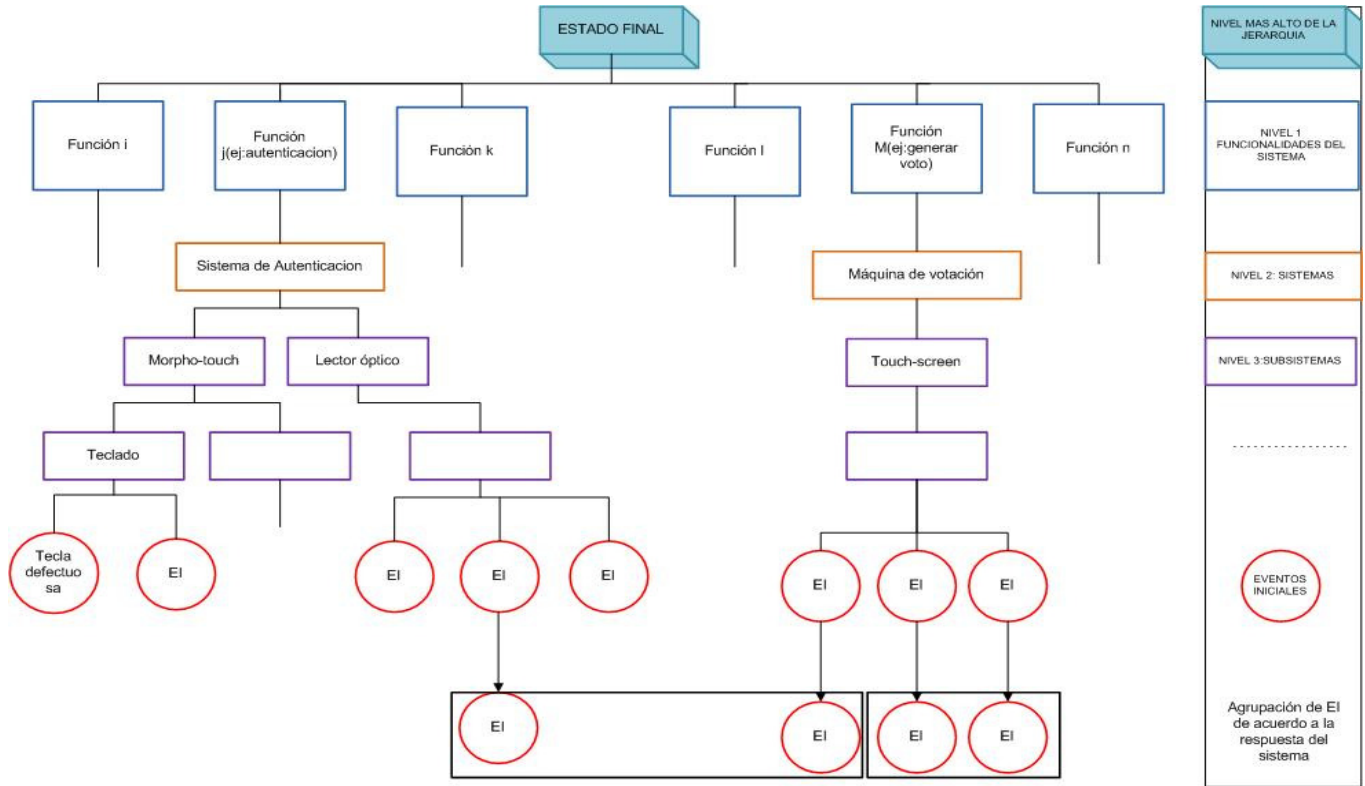 ESTADO FINAL
NIVEL MAS ALTO DE LA
JERARQUIA
Función i
Función
j(ej:autenticacion)
Función k
Función l
Función
M(ej:generar
voto)
Función n
NIVEL 1
FUNCIONALIDADES DEL
SISTEMA
Sistema de Autenticacion
Máquina de votación
NIVEL 2: SISTEMAS
Morpho-touch
Lector óptico
Touch-screen
NIVEL 3:SUBSISTEMAS
Teclado
Tecla
defectuo
sa
EI
EI
EI
EI
EI
EI
EI
EVENTOS
INICIALES
EI
EI
EI
EI
Agrupación de EI
de acuerdo a la
respuesta del
sistema